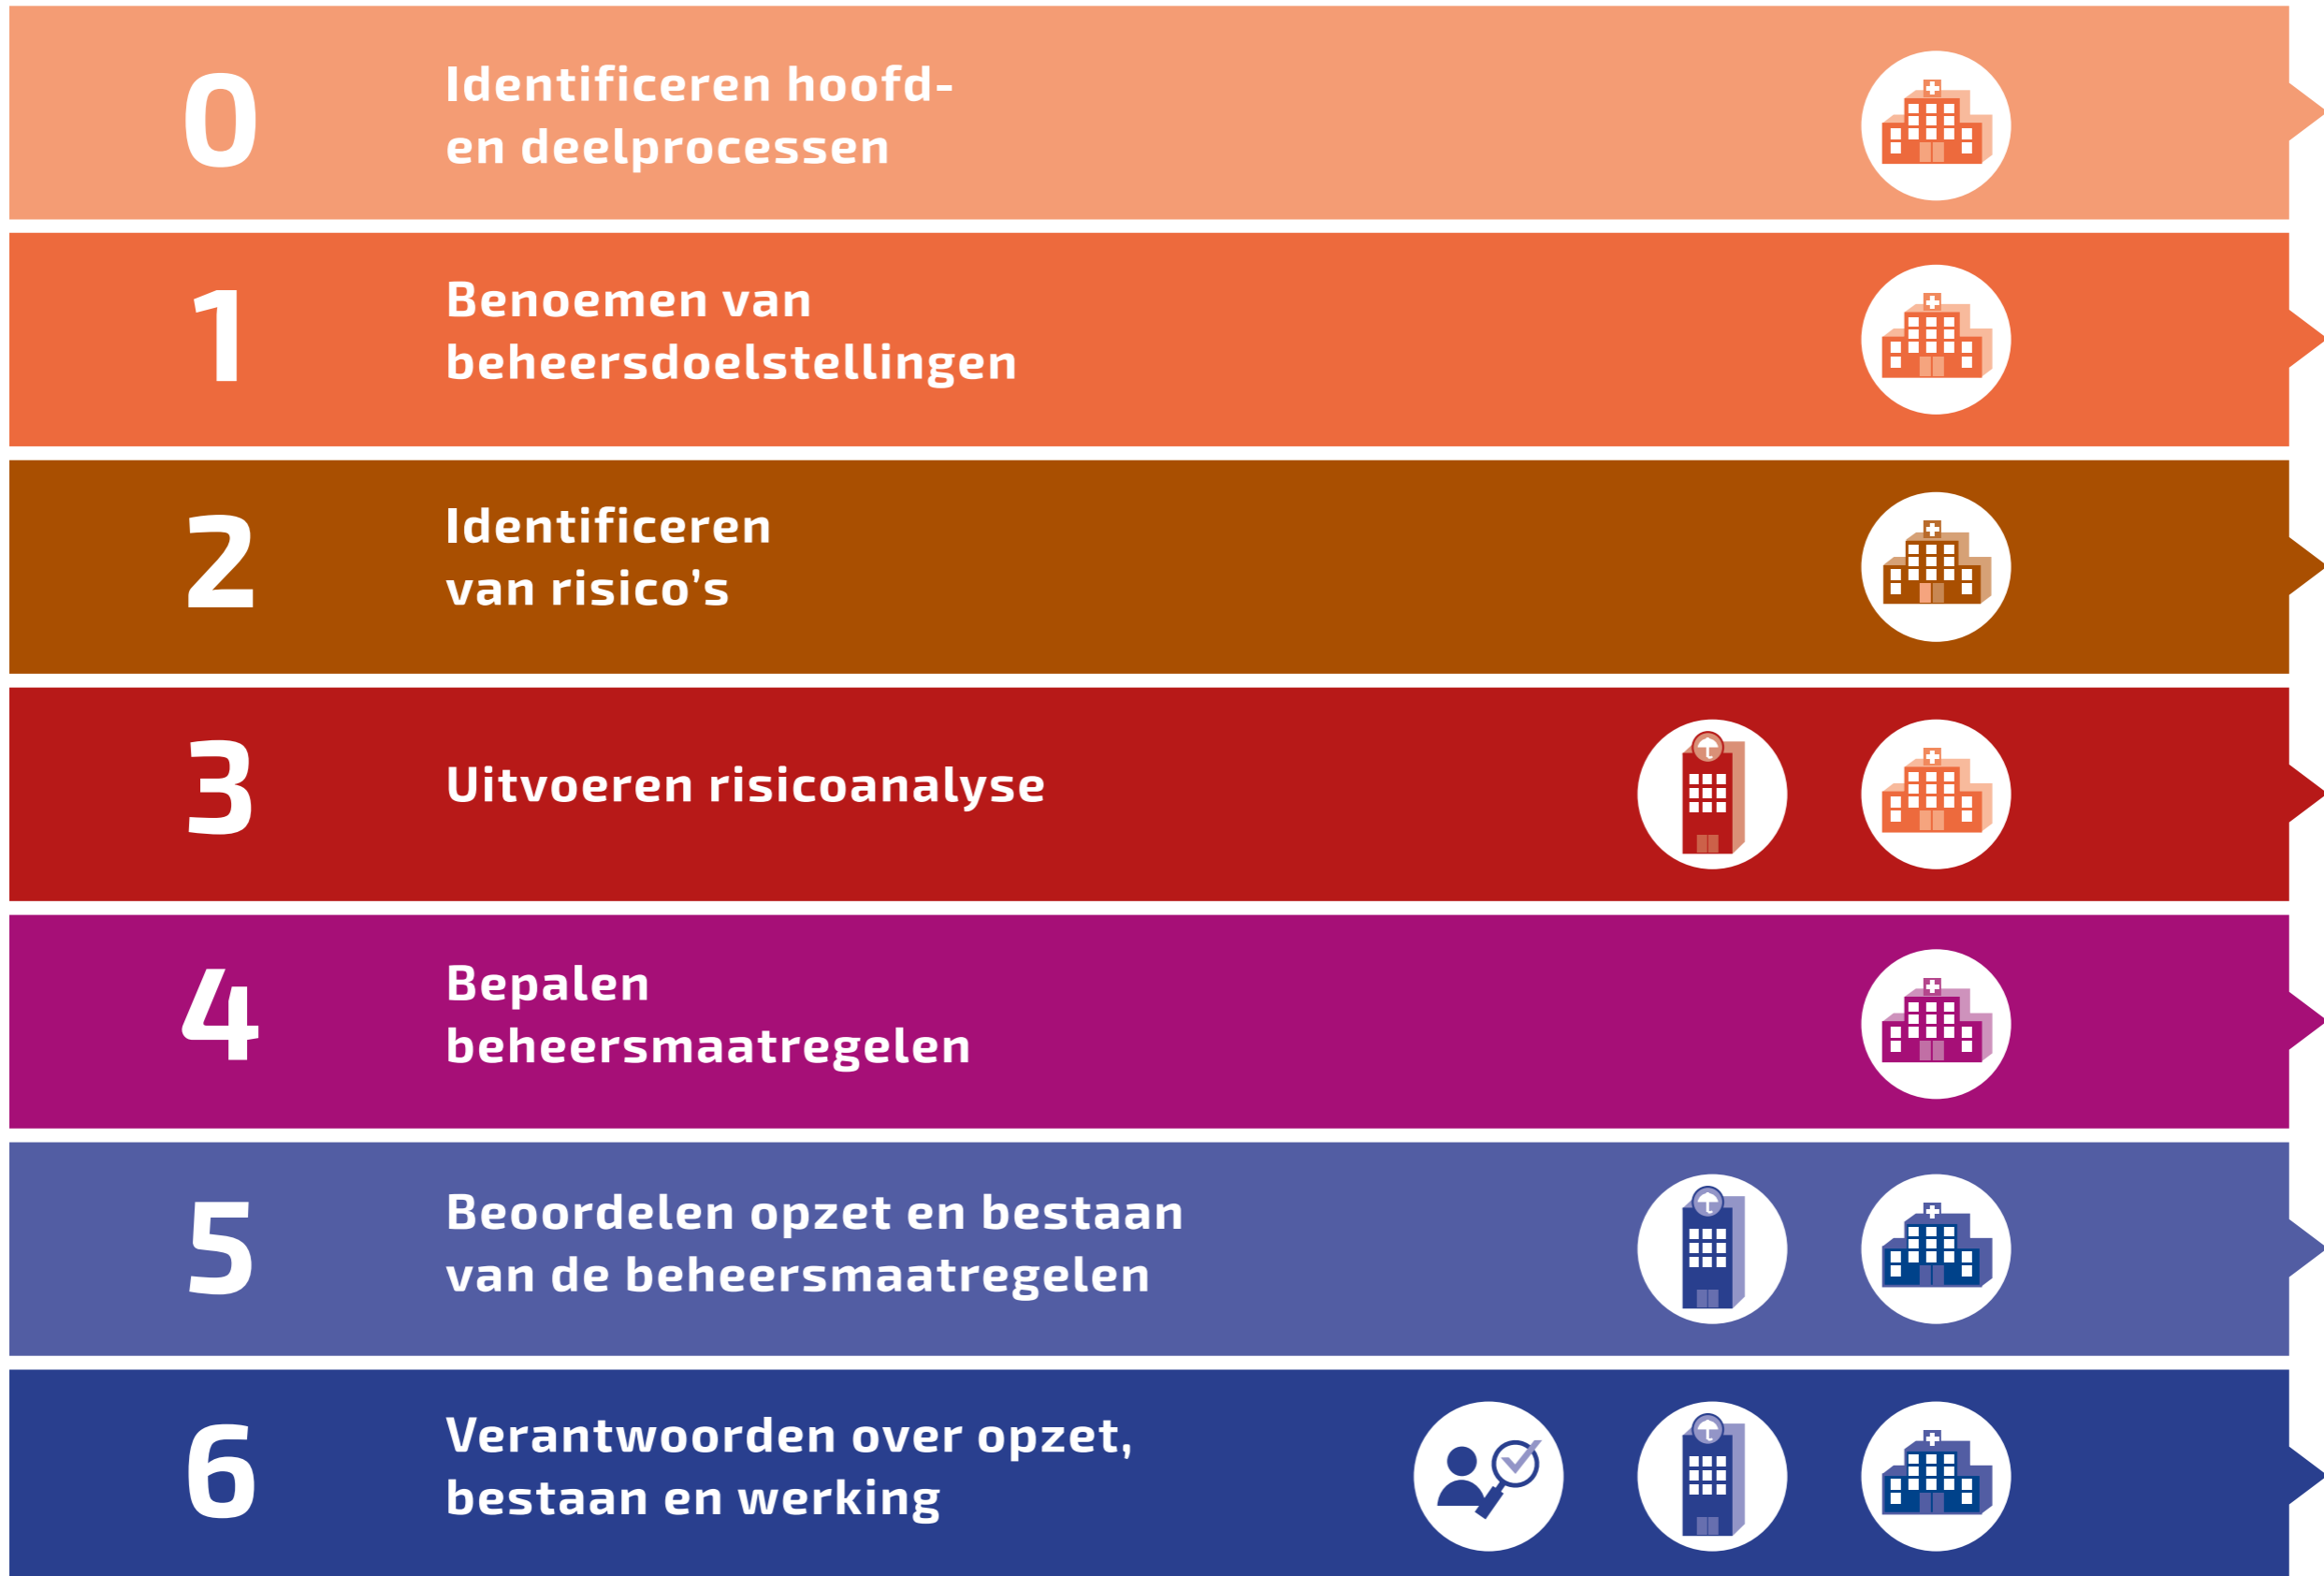 0
Identificeren hoofd-
en deelprocessen
1
Benoemen van
beheersdoelstellingen
2
Identificeren
van risico’s
3
Uitvoeren risicoanalyse
4
Bepalen
beheersmaatregelen
5
Beoordelen opzet en bestaan
van de beheersmaatregelen
6
Verantwoorden over opzet,
bestaan en werking